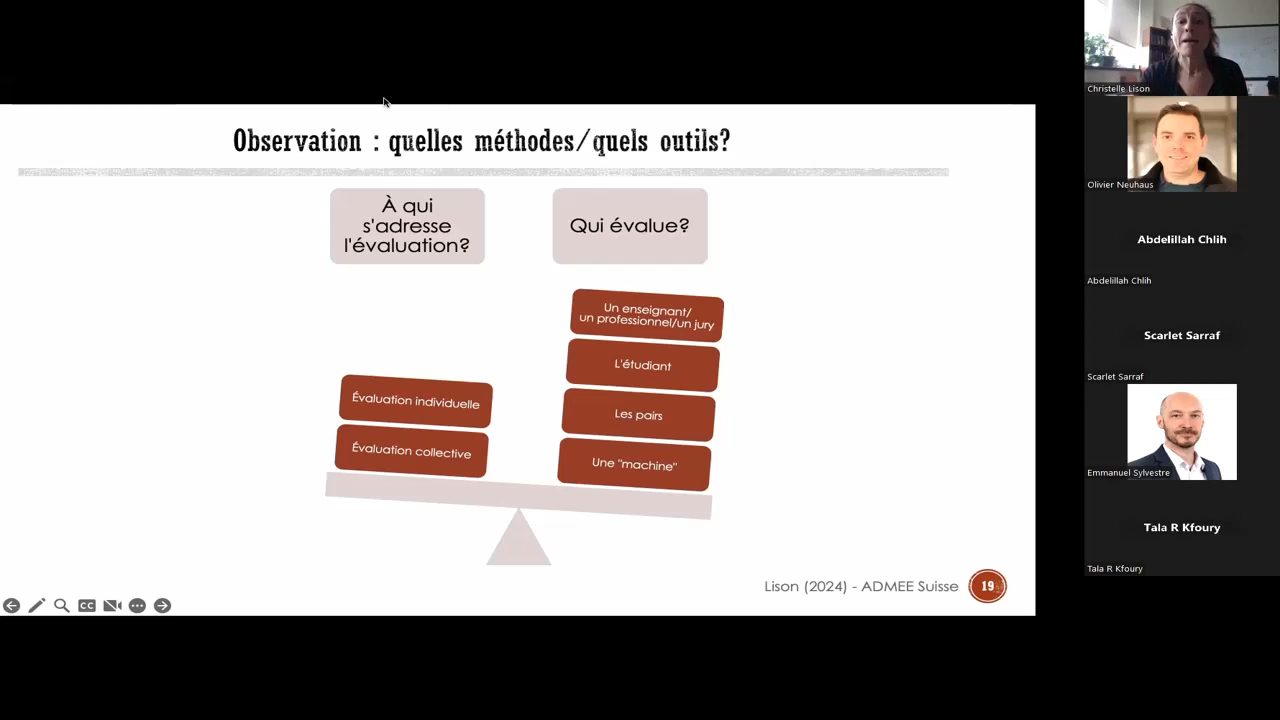 Observation : quelles méthodes/quels outils?
À qui
s'adresse
l'évaluation?
Qui évalue?
Un enseignant/
un professionnel/un jury
L'étudiant
Les pairs
Une "machine"
Évaluation individuelle
Évaluation collective
Lison (2024) - ADMEE Suisse
19
CC
Christelle Lison
Olivier Neuhaus
Abdelillah Chlih
Abdelillah Chlih
Scarlet Sarraf
Scarlet Sarraf
Emmanuel Sylvestre
Tala R Kfoury
Tala R Kfoury